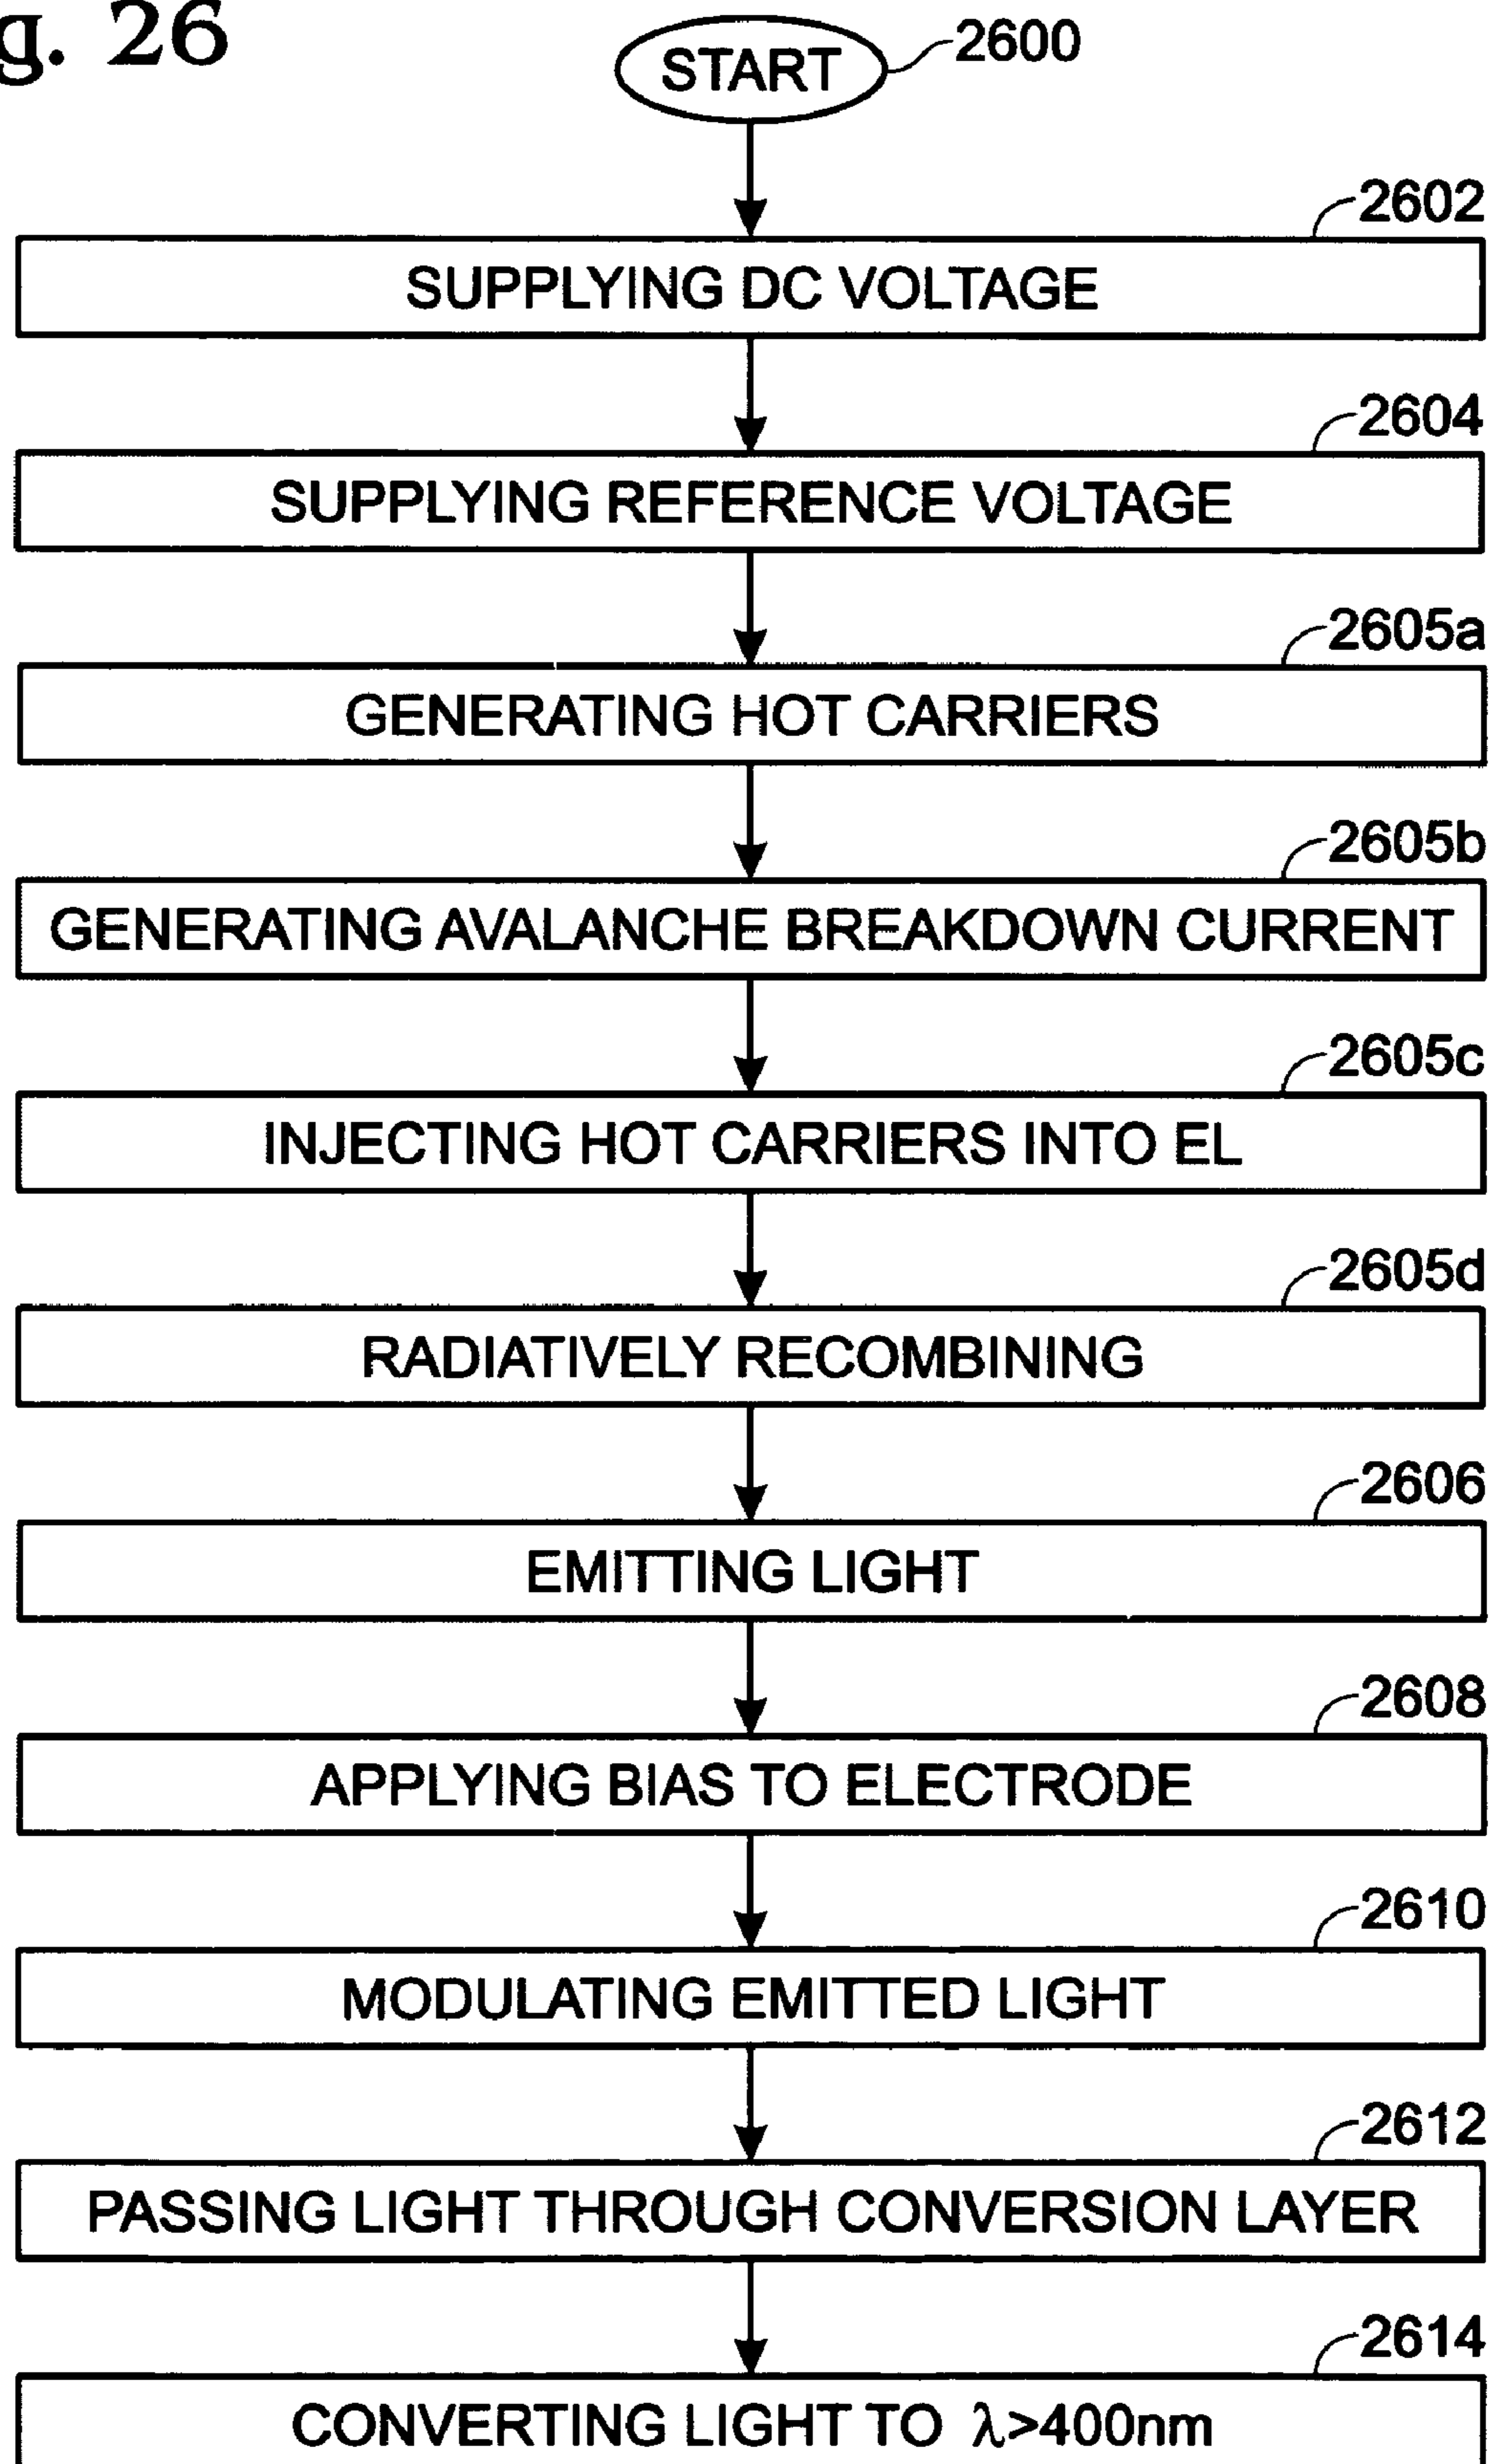 g. 26
START
2600
2602
SUPPLYING DC VOLTAGE
2604
SUPPLYING REFERENCE VOLTAGE
2605a
GENERATING HOT CARRIERS
2605b
GENERATING AVALANCHE BREAKDOWN CURRENT
2605c
INJECTING HOT CARRIERS INTO EL
2605d
RADIATIVELY RECOMBINING
2606
EMITTING LIGHT
2608
APPLYING BIAS TO ELECTRODE
2610
MODULATING EMITTED LIGHT
2612
PASSING LIGHT THROUGH CONVERSION LAYER
2614
CONVERTING LIGHT TO λ>400nm